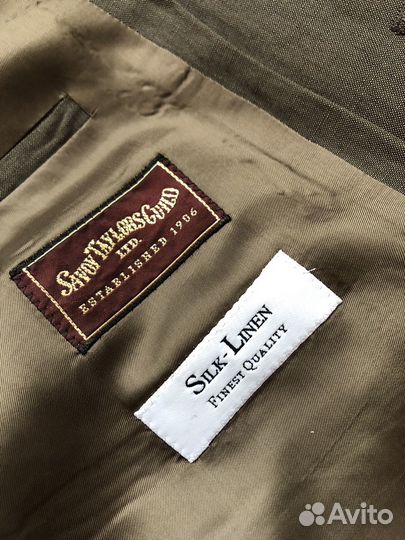 SAVOY TAYLORS GUILD
LTD.
ESTABLISHED 1906
SILK-LINEN
FINEST QUALITY
Avito